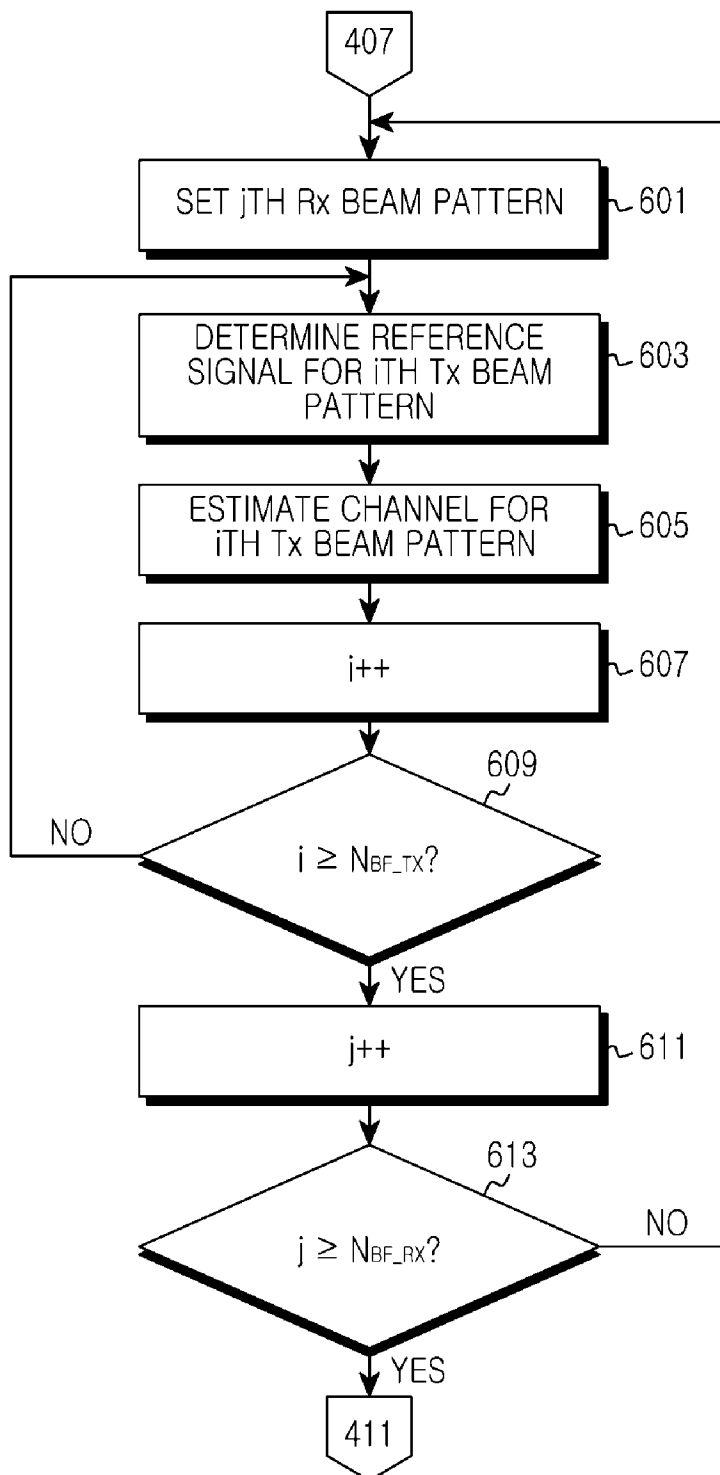 407
SET jTH Rx BEAM PATTERN
601
DETERMINE REFERENCE
SIGNAL FOR iTH Tx BEAM
PATTERN
603
ESTIMATE CHANNEL FOR
iTH Tx BEAM PATTERN
605
i++
607
609
NO
i ≥ NBF_TX?
YES
j++
611
613
NO
j ≥ NBF_RX?
YES
411